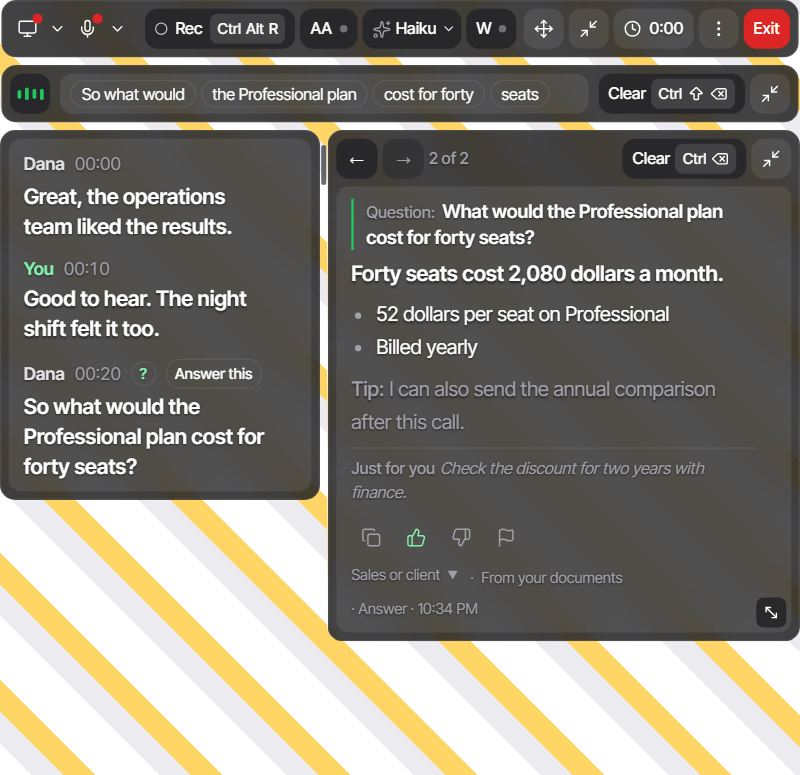 Rec Ctrl Alt R AA Haiku W 0:00 Exit
So what would the Professional plan cost for forty seats Clear Ctrl
Dana 00:00
Great, the operations
team liked the results.
You 00:10
Good to hear. The night
shift felt it too.
Dana 00:20 ? Answer this
So what would the
Professional plan cost for
forty seats?
← → 2 of 2 Clear Ctrl
Question: What would the Professional plan
cost for forty seats?
Forty seats cost 2,080 dollars a month.
• 52 dollars per seat on Professional
• Billed yearly
Tip: I can also send the annual comparison
after this call.
Just for you Check the discount for two years with
finance.
Sales or client ▼ · From your documents
· Answer · 10:34 PM